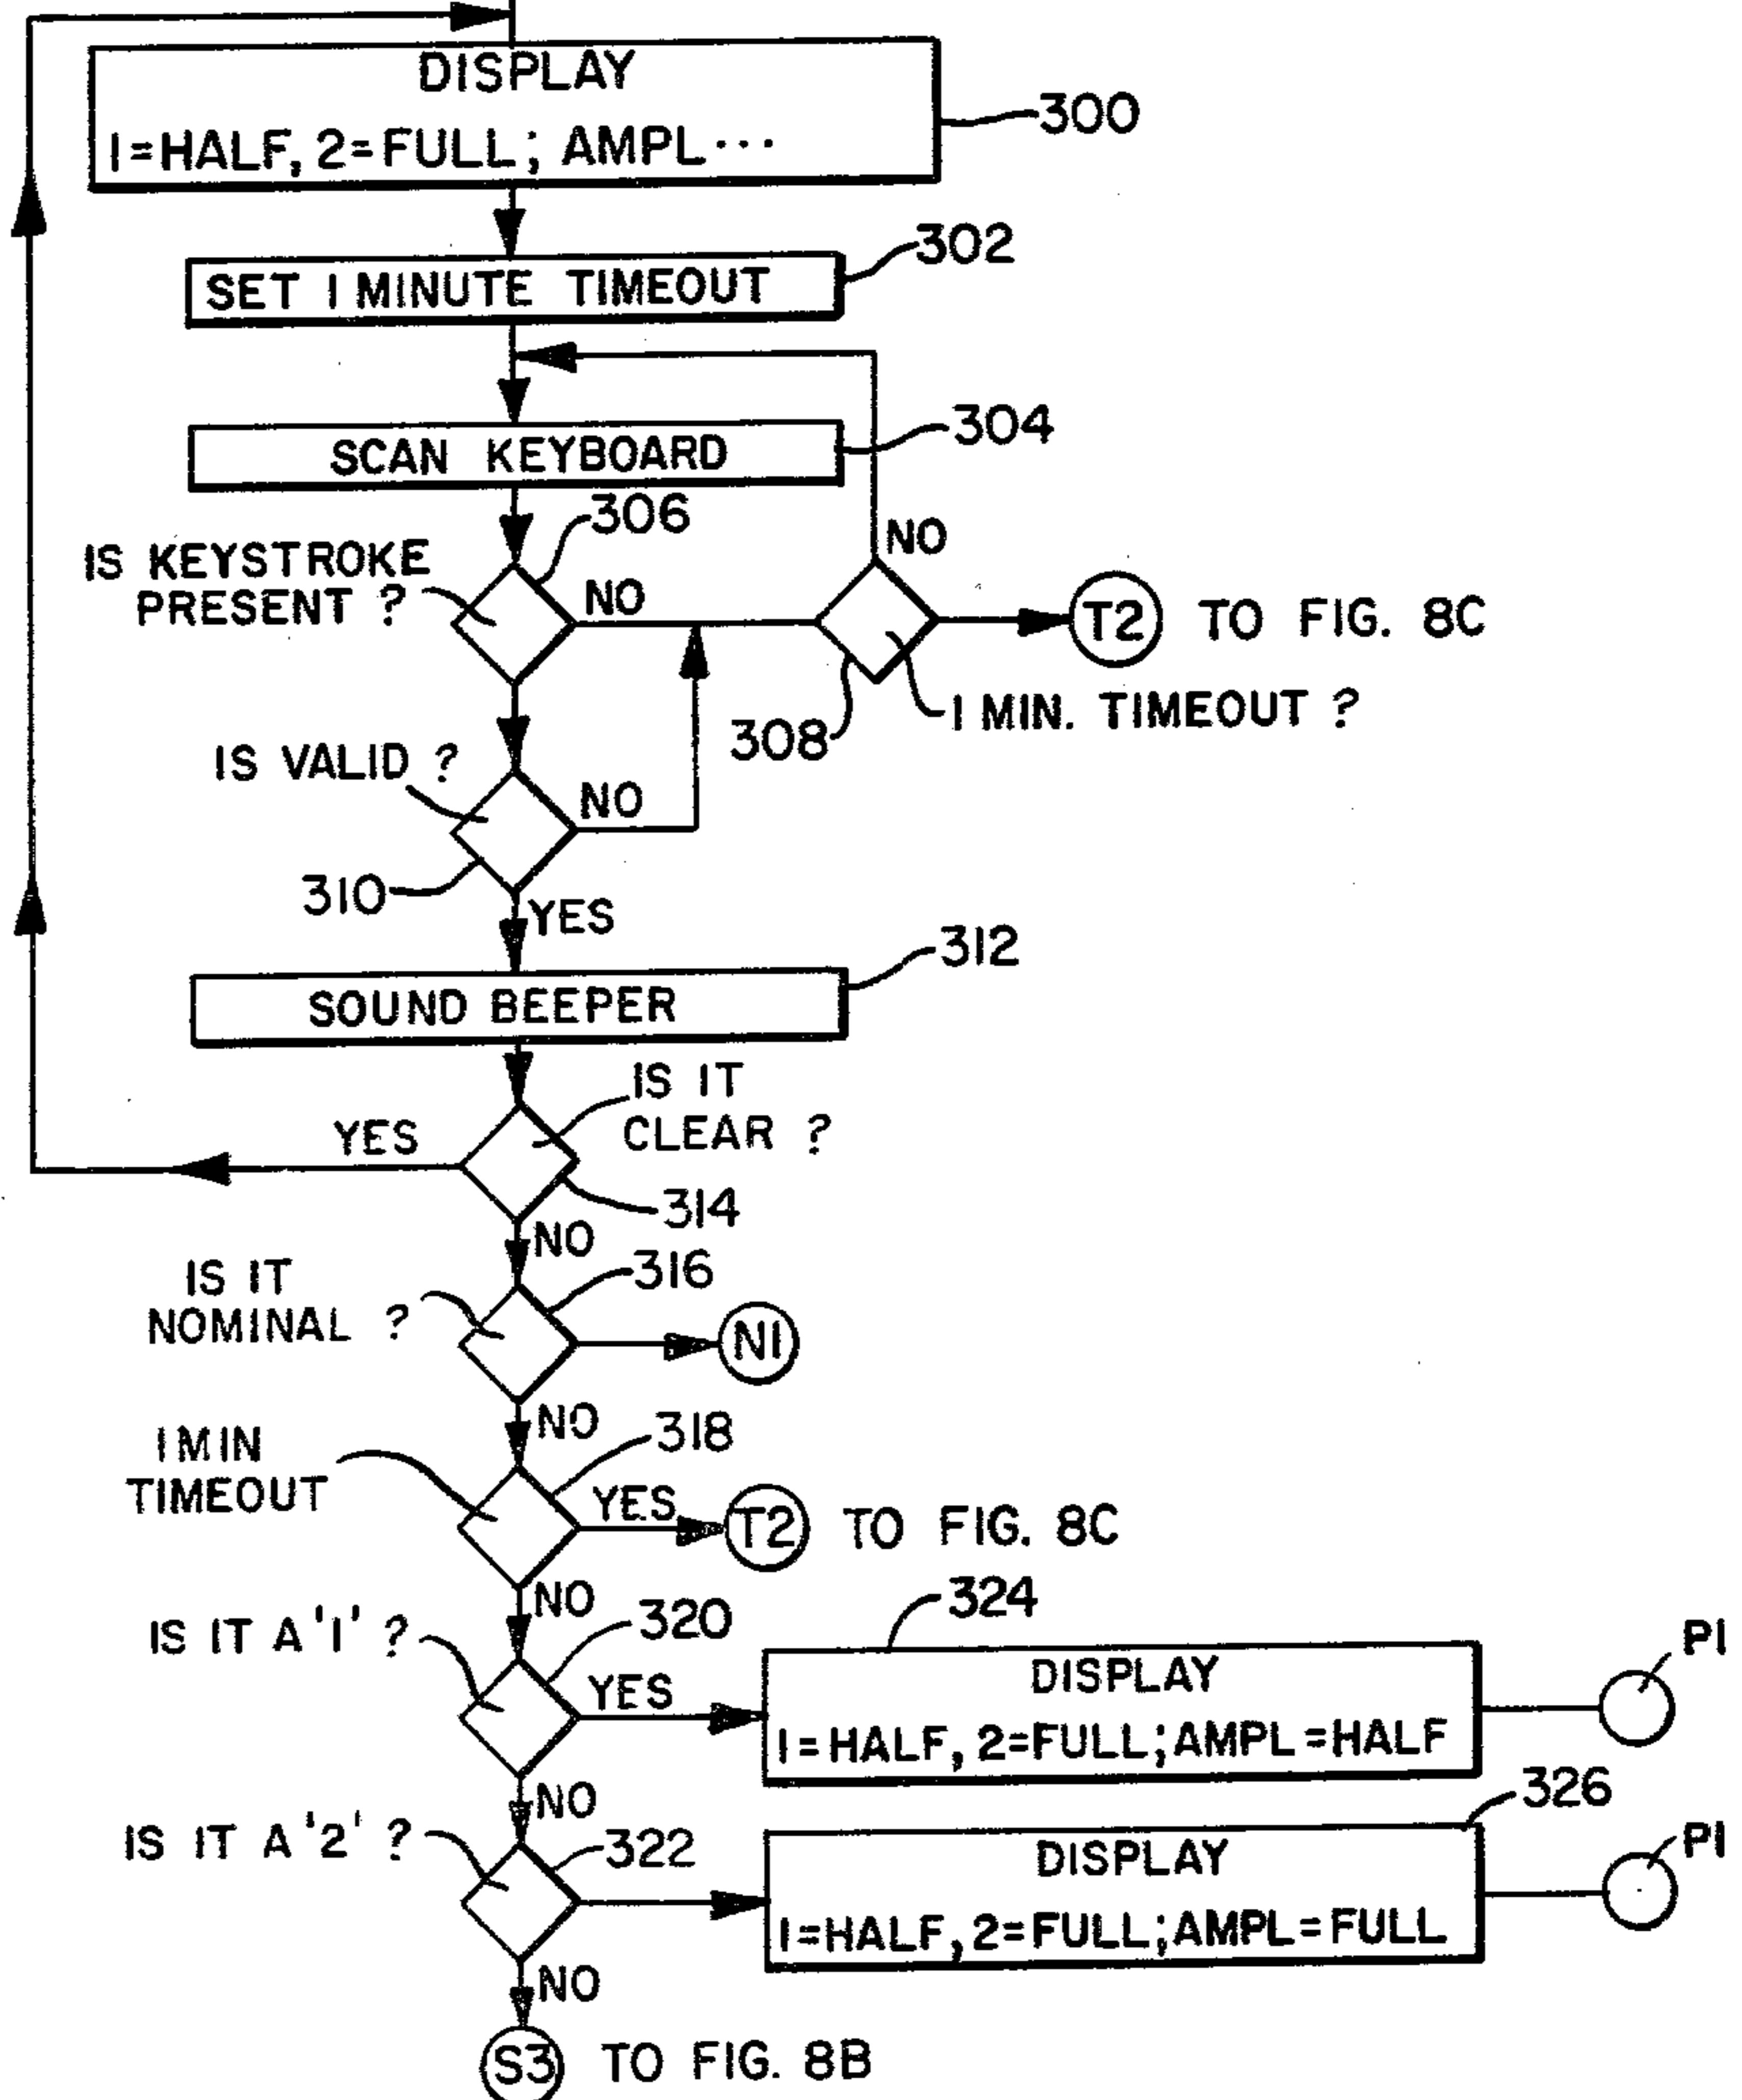 DISPLAY
300
1=HALF, 2=FULL; AMPL...
302
SET 1 MINUTE TIMEOUT
304
SCAN KEYBOARD
306
NO
IS KEYSTROKE
PRESENT ?
NO
T2 TO FIG. 8C
308
1 MIN. TIMEOUT ?
IS VALID ?
NO
310
YES
312
SOUND BEEPER
IS IT
CLEAR ?
YES
314
NO
316
IS IT
NOMINAL ?
N1
NO
318
1 MIN
TIMEOUT
YES
T2 TO FIG. 8C
NO
324
320
IS IT A '1' ?
P1
YES
DISPLAY
1=HALF, 2=FULL; AMPL=HALF
326
NO
322
IS IT A '2' ?
P1
DISPLAY
1=HALF, 2=FULL; AMPL=FULL
NO
S3 TO FIG. 8B